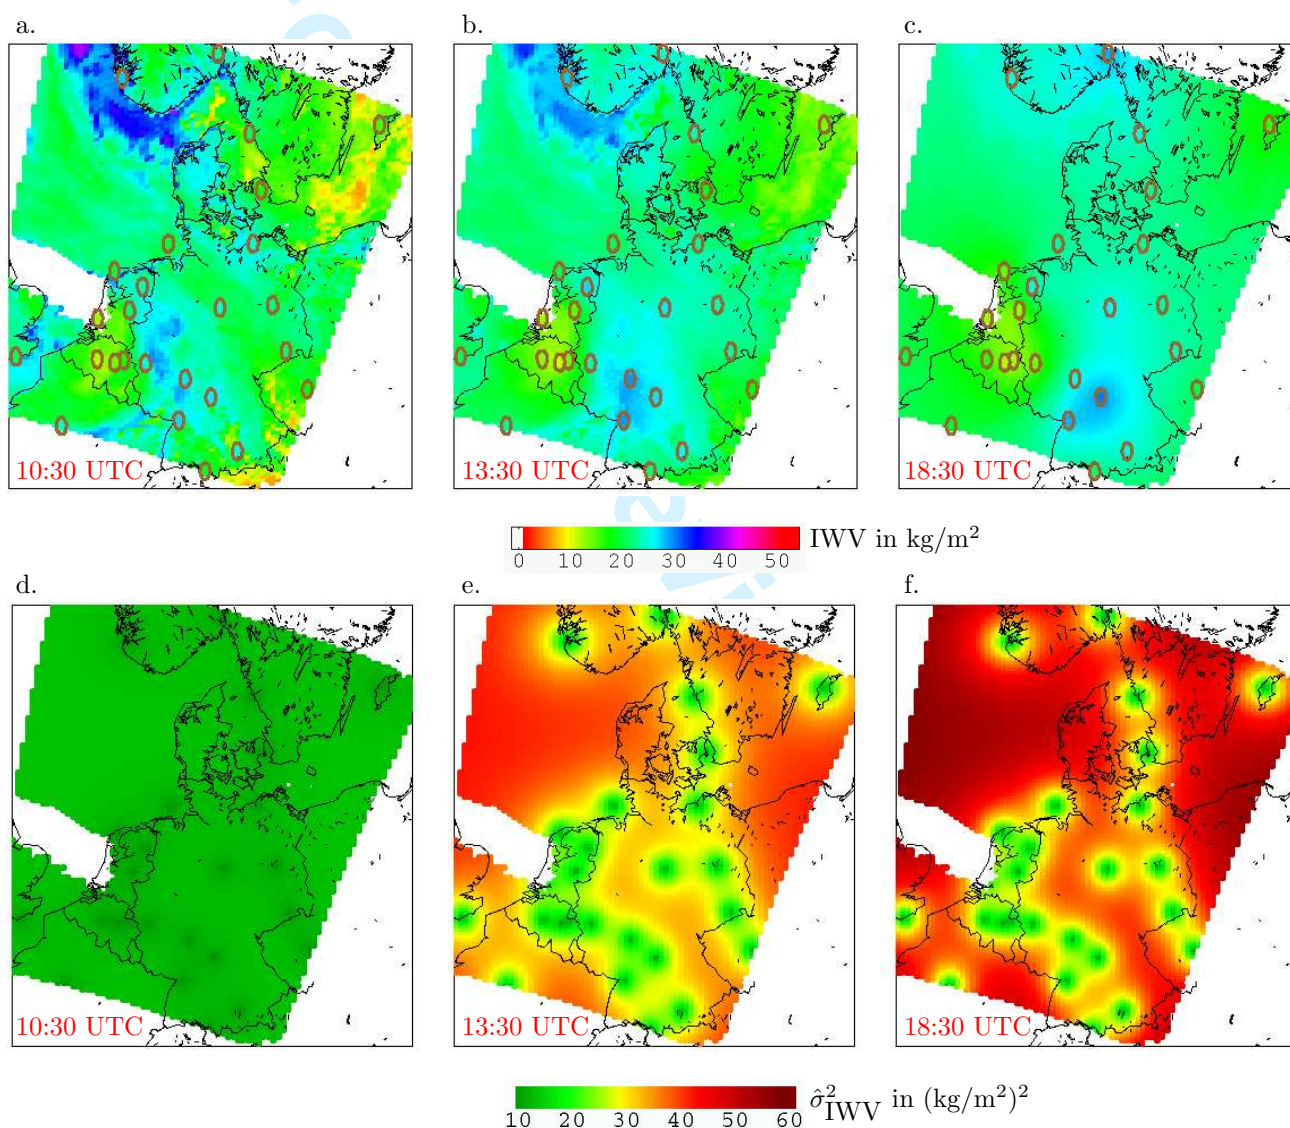 a. b. c.
10:30 UTC 13:30 UTC 18:30 UTC
IWV in kg/m²
0 10 20 30 40 50
d. e. f.
10:30 UTC 13:30 UTC 18:30 UTC
σ̂²IWV in (kg/m²)²
10 20 30 40 50 60